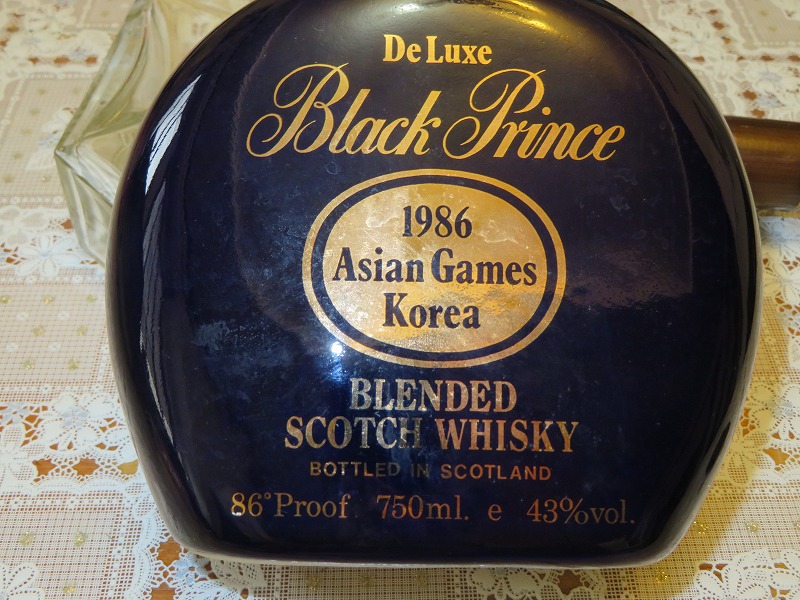 De Luxe
Black Prince
1986
Asian Games
Korea
BLENDED
SCOTCH WHISKY
BOTTLED IN SCOTLAND
86° Proof 750ml. e 43%vol.